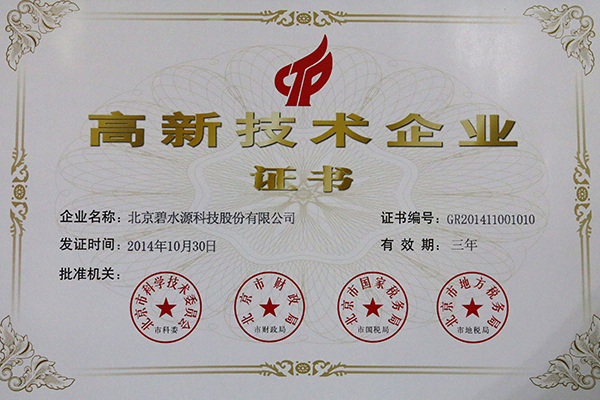 高新技术企业
证书
企业名称：北京碧水源科技股份有限公司
证书编号：GR201411001010
发证时间：2014年10月30日
有效期：三年
批准机关：
北京市科学技术委员会
市科委
北京市财政局
市财政局
北京市国家税务局
市国税局
北京市地方税务局
市地税局